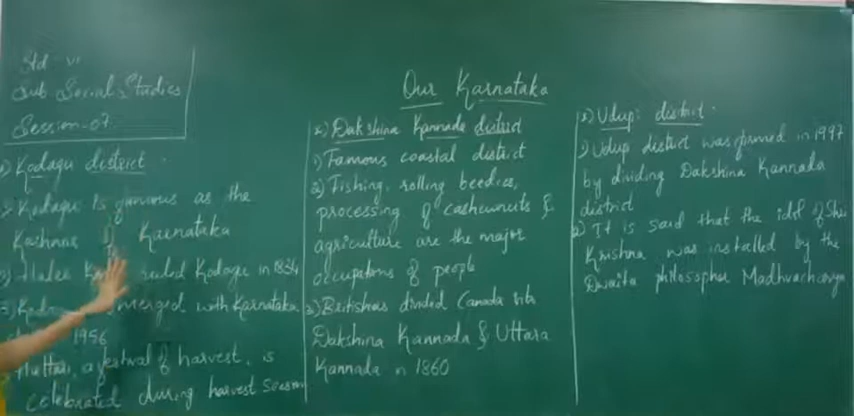 Std VI
Sub Social Studies
Session-07
Our Karnataka
1) Kodagu district.
1) Kodagu is famous as the
Kashmir of Karnataka
2) ruled Kodagu in 1834
3) merged with Karnataka
1956
Huttari, a festival of harvest, is
celebrated during harvest season
2) Dakshina Kannada district
1) Famous coastal district
2) Fishing, rolling beedies,
processing of cashewnuts &
agriculture are the major
occupations of people
3) Britishers divided Canada into
Dakshina Kannada & Uttara
Kannada in 1860
3) Udupi district.
1) Udupi district was formed in 1997
by dividing Dakshina Kannada
district
2) It is said that the idol of Shri
Krishna was installed by the
Dwaita philosopher Madhvacharya